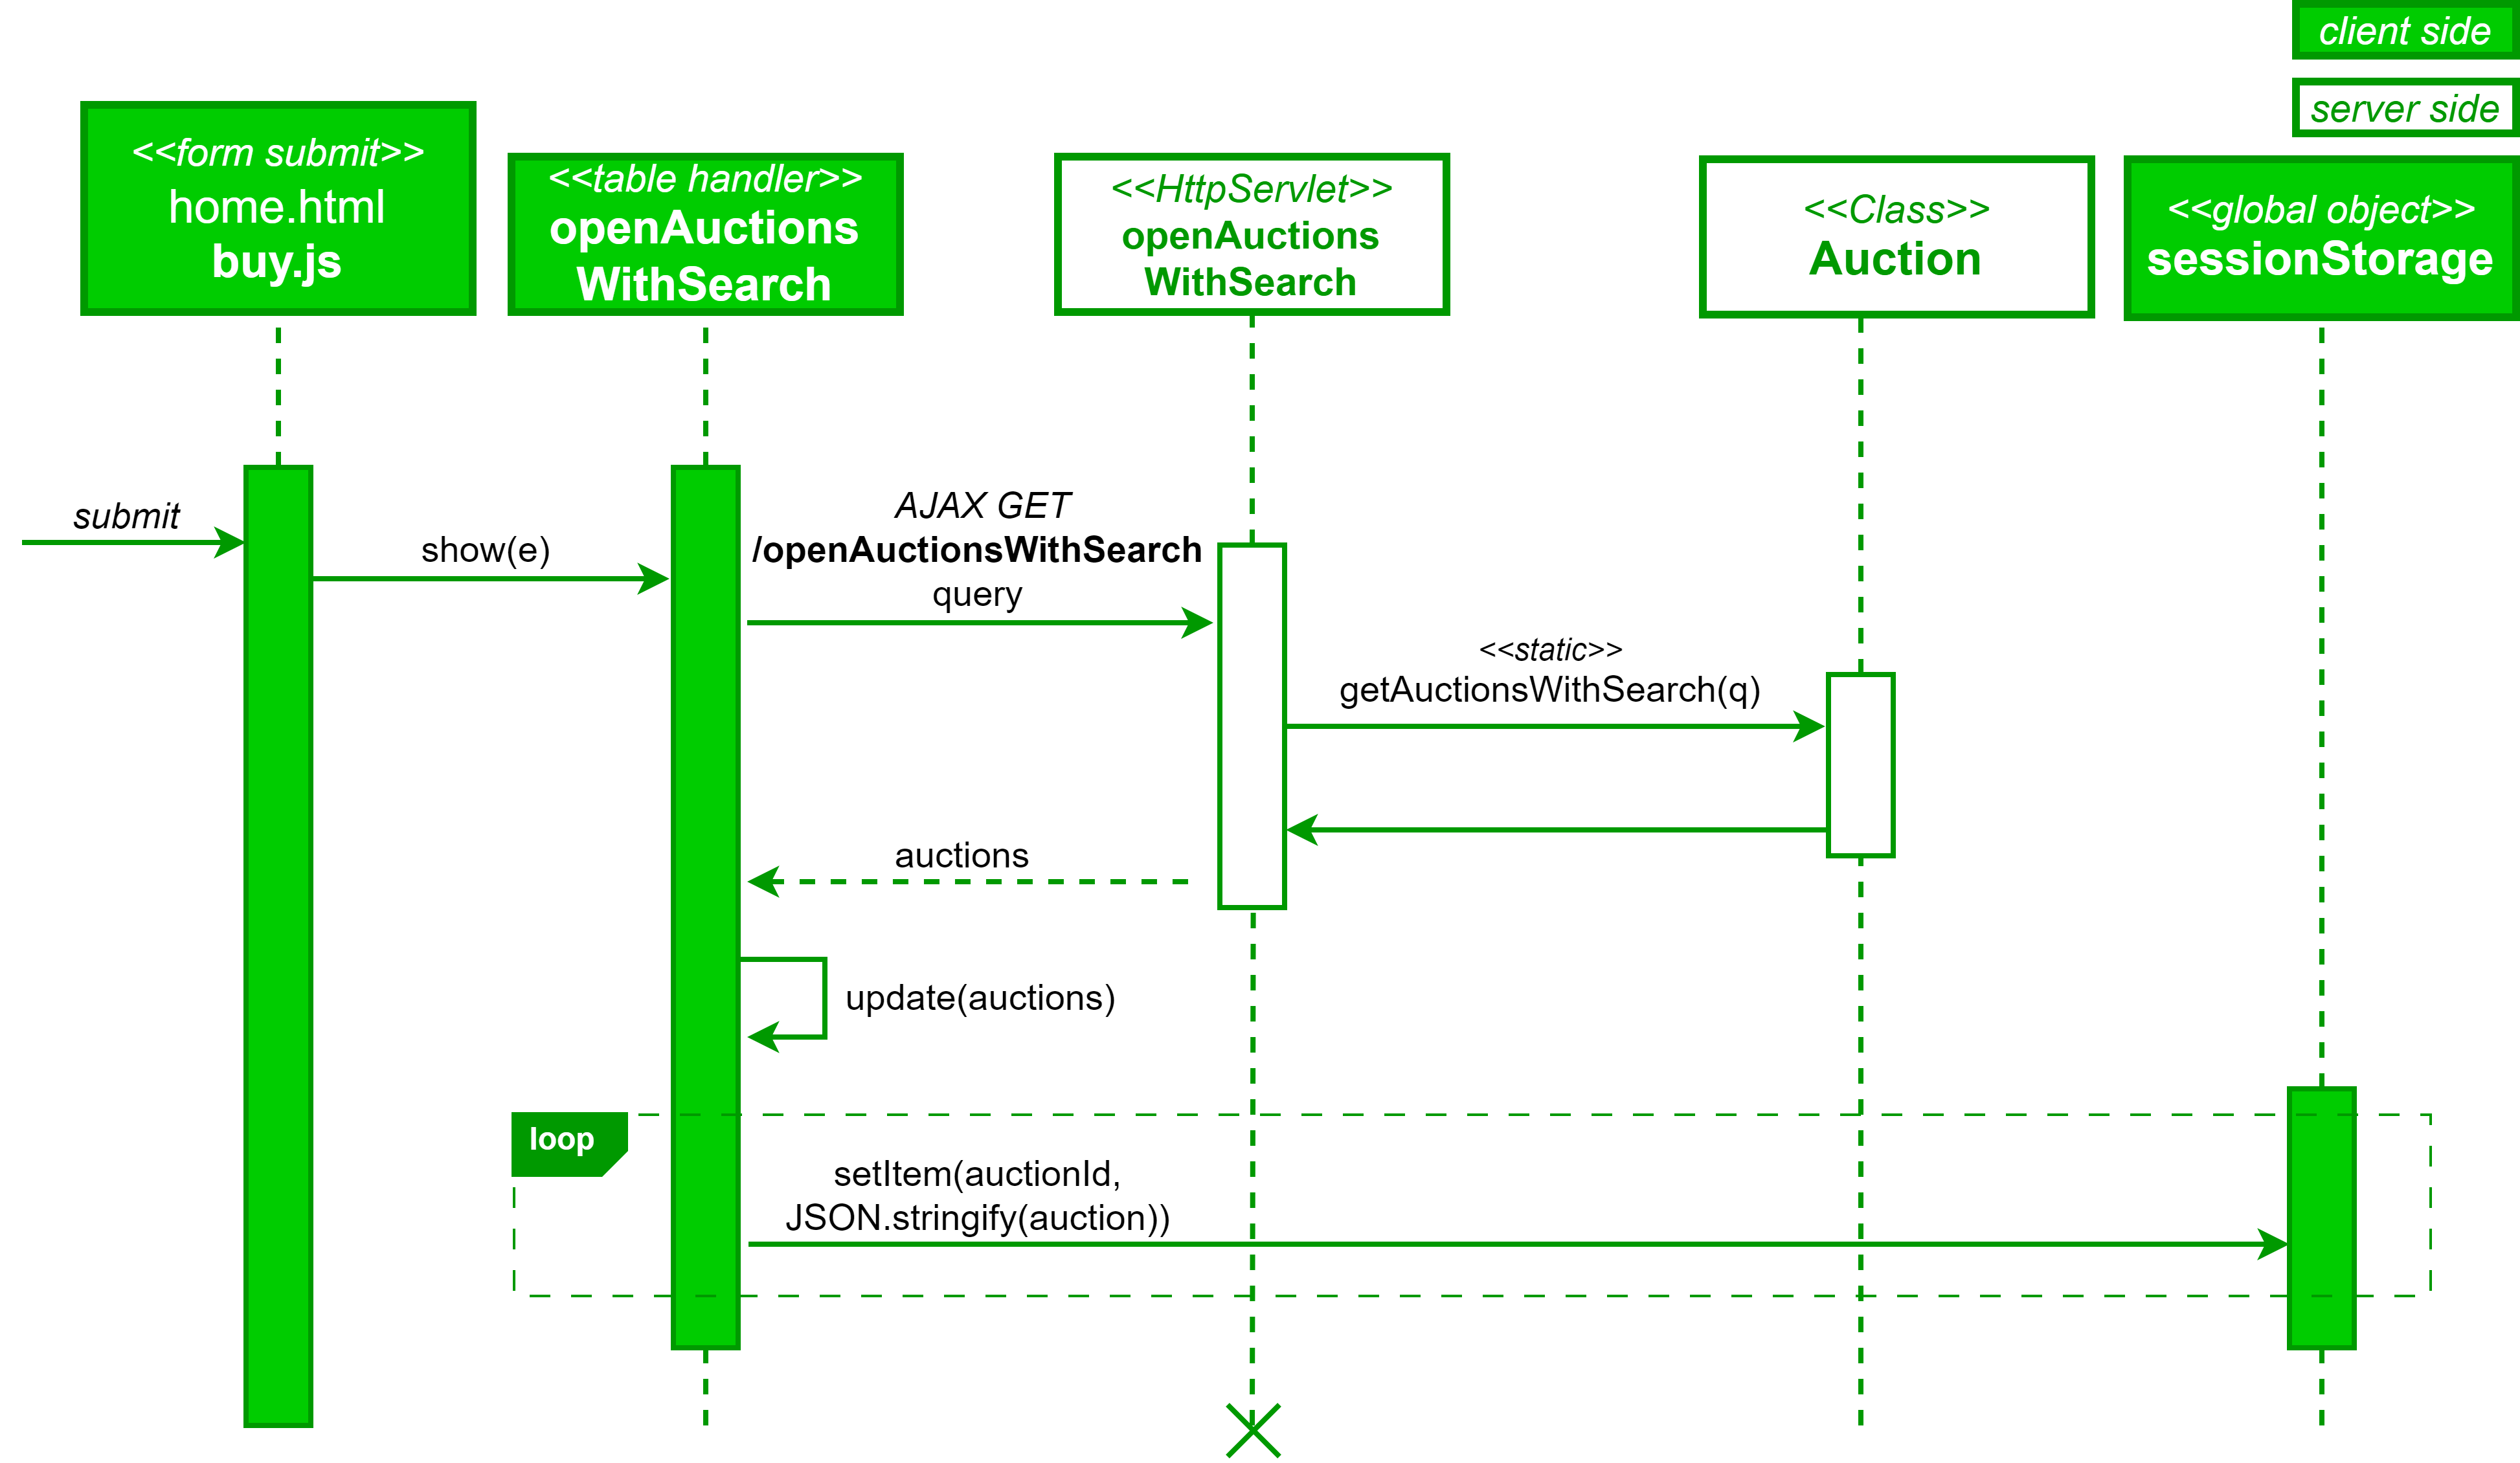 client side
server side
<<form submit>>
home.html
buy.js
<<table handler>>
openAuctions
WithSearch
<<HttpServlet>>
openAuctions
WithSearch
<<Class>>
Auction
<<global object>>
sessionStorage
submit
show(e)
AJAX GET
/openAuctionsWithSearch
query
<<static>>
getAuctionsWithSearch(q)
auctions
update(auctions)
loop
setItem(auctionId,
JSON.stringify(auction))